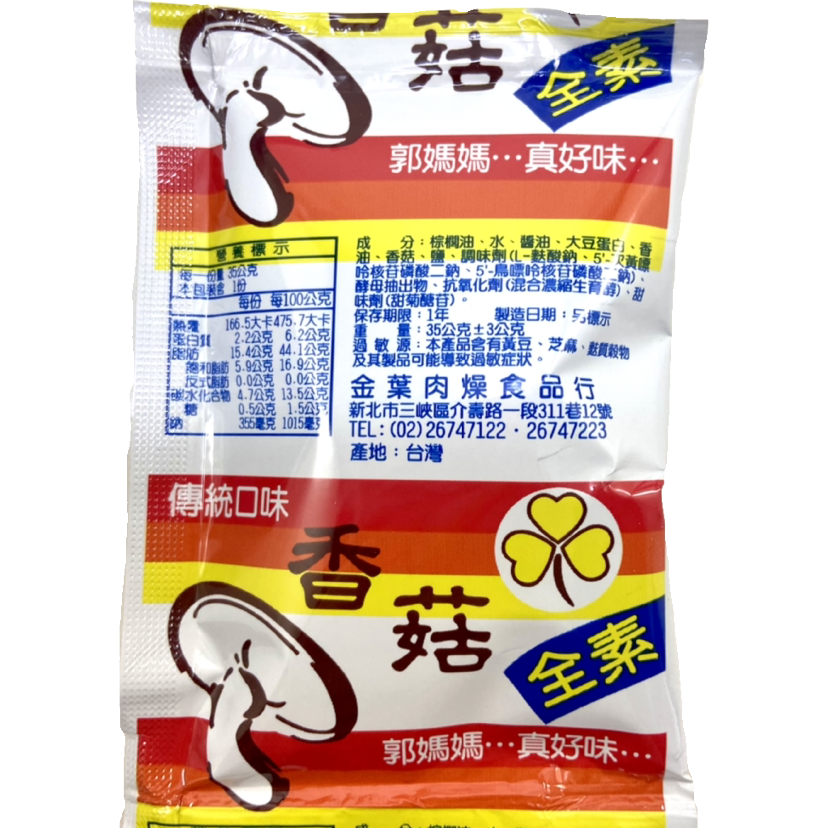 香菇
全素
郭媽媽…真好味…
營養標示
每一份量35公克
本包裝含 1份
每份 每100公克
熱量 166.5大卡 475.7大卡
蛋白質 2.2公克 6.2公克
脂肪 15.4公克 44.1公克
飽和脂肪 5.9公克 16.9公克
反式脂肪 0.0公克 0.0公克
碳水化合物 4.7公克 13.5公克
糖 0.5公克 1.5公克
鈉 355毫克 1015毫克
成 分：棕櫚油、水、醬油、大豆蛋白、香
油、香菇、鹽、調味劑(L-麩酸鈉、5'-次黃嘌
呤核苷磷酸二鈉、5'-鳥嘌呤核苷磷酸二鈉)、
酵母抽出物、抗氧化劑(混合濃縮生育醇)、甜
味劑(甜菊醣苷)。
保存期限：1年 製造日期：另標示
重 量：35公克±3公克
過 敏 源：本產品含有黃豆、芝麻、麩質穀物
及其製品可能導致過敏症狀。
金葉肉燥食品行
新北市三峽區介壽路一段311巷12號
TEL:(02)26747122・26747223
產地：台灣
傳統口味
香菇
全素
郭媽媽…真好味…